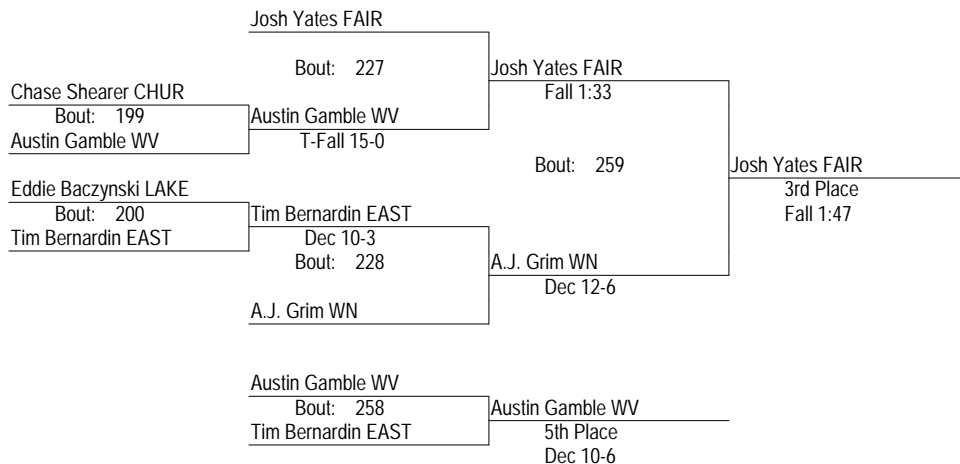 Josh Yates FAIR
Bout: 227
Josh Yates FAIR
Fall 1:33
Chase Shearer CHUR
Bout: 199
Austin Gamble WV
Austin Gamble WV
T-Fall 15-0
Bout: 259
Josh Yates FAIR
3rd Place
Fall 1:47
Eddie Baczynski LAKE
Bout: 200
Tim Bernardin EAST
Tim Bernardin EAST
Dec 10-3
Bout: 228
A.J. Grim WN
Dec 12-6
A.J. Grim WN
Austin Gamble WV
Bout: 258
Tim Bernardin EAST
Austin Gamble WV
5th Place
Dec 10-6